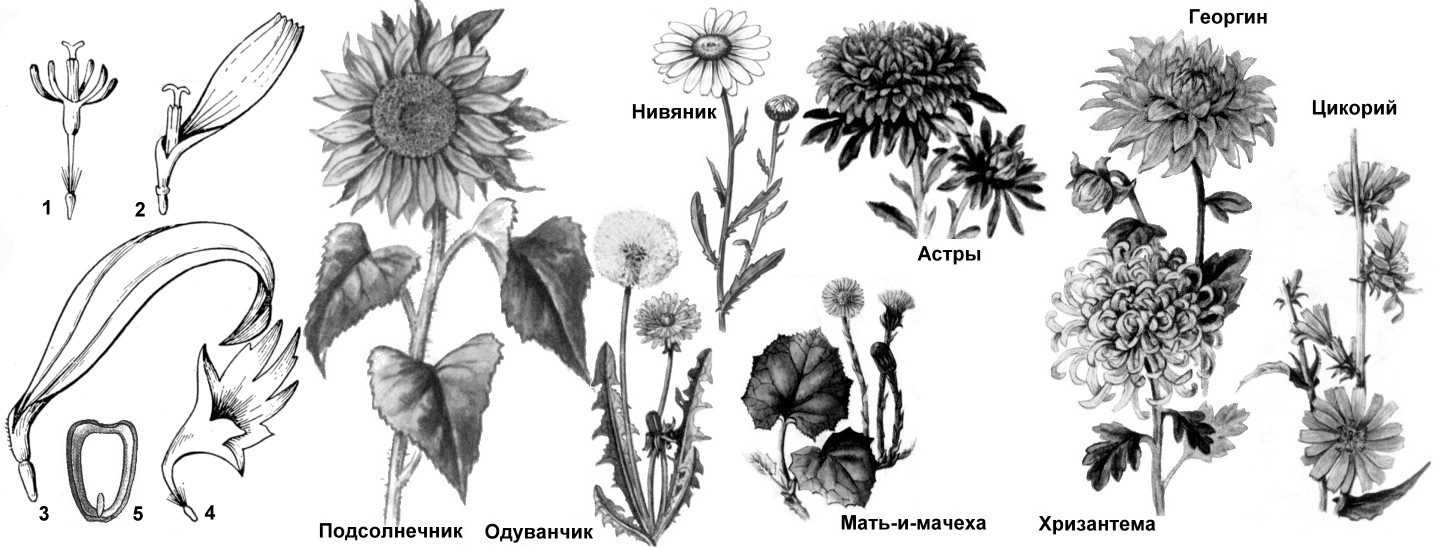 Георгин
Нивяник
Цикорий
1
2
Астры
3
5
4
Подсолнечник
Одуванчик
Мать-и-мачеха
Хризантема